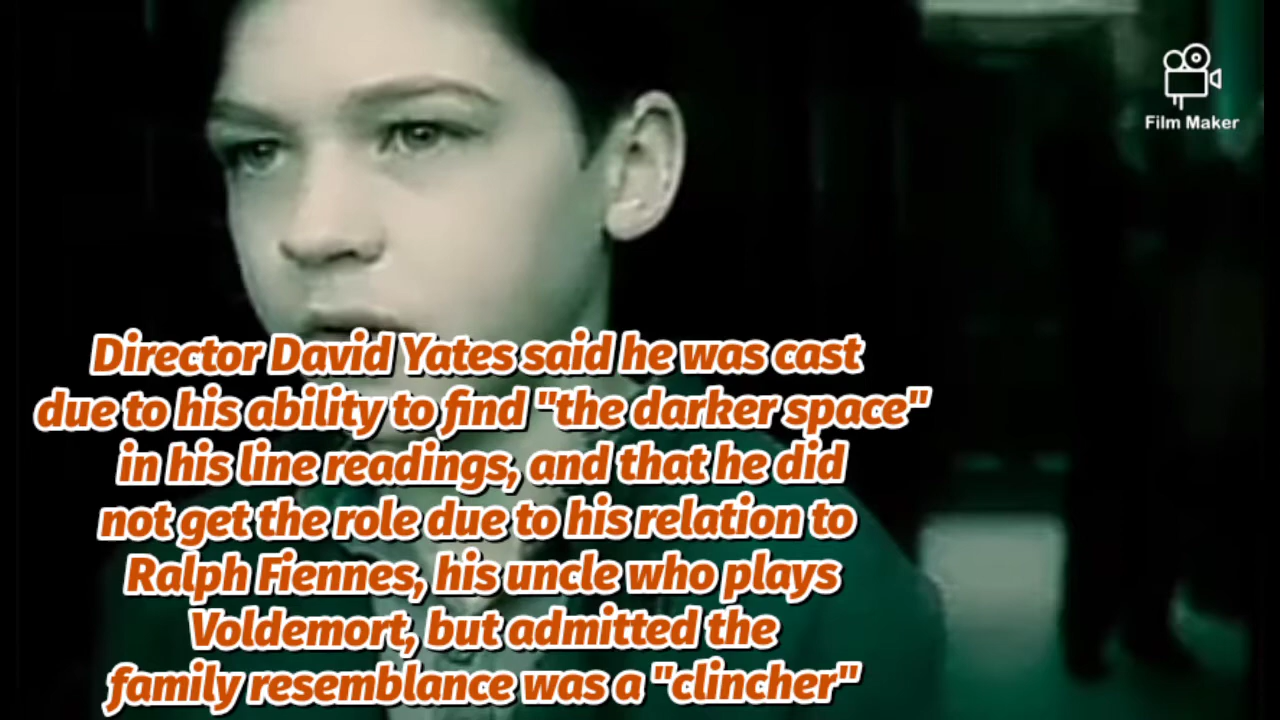 Film Maker
Director David Yates said he was cast
due to his ability to find "the darker space"
in his line readings, and that he did
not get the role due to his relation to
Ralph Fiennes, his uncle who plays
Voldemort, but admitted the
family resemblance was a "clincher"